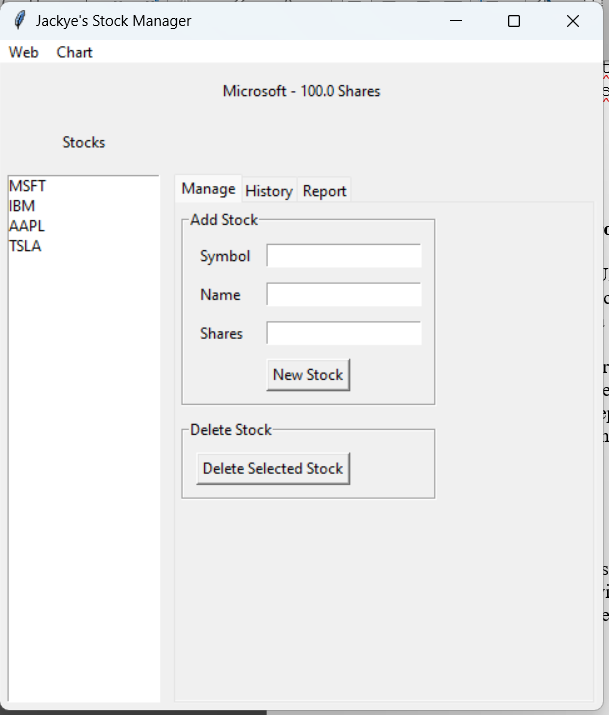 Jackye's Stock Manager
Web Chart
Microsoft - 100.0 Shares
Stocks
MSFT
IBM
AAPL
TSLA
Manage History Report
Add Stock
Symbol
Name
Shares
New Stock
Delete Stock
Delete Selected Stock